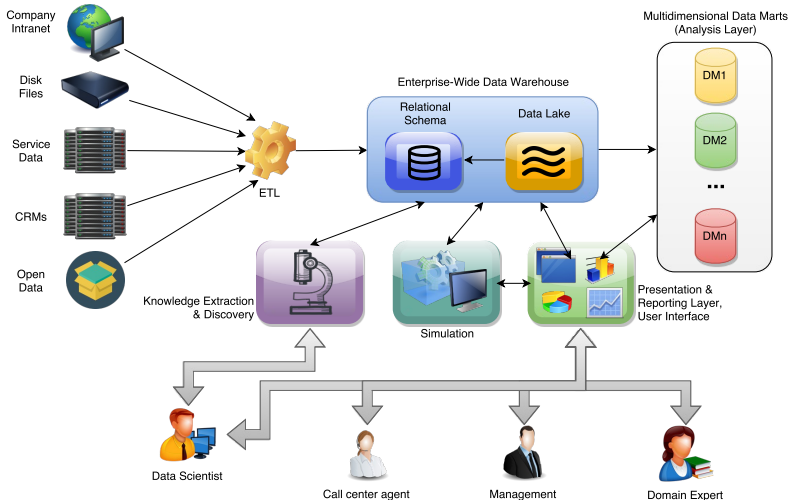 Company
Intranet
Disk
Files
Service
Data
CRMs
Open
Data
ETL
Enterprise-Wide Data Warehouse
Relational
Schema
Data Lake
Multidimensional Data Marts
(Analysis Layer)
DM1
DM2
...
DMn
Knowledge Extraction
& Discovery
Simulation
Presentation &
Reporting Layer,
User Interface
Data Scientist
Call center agent
Management
Domain Expert